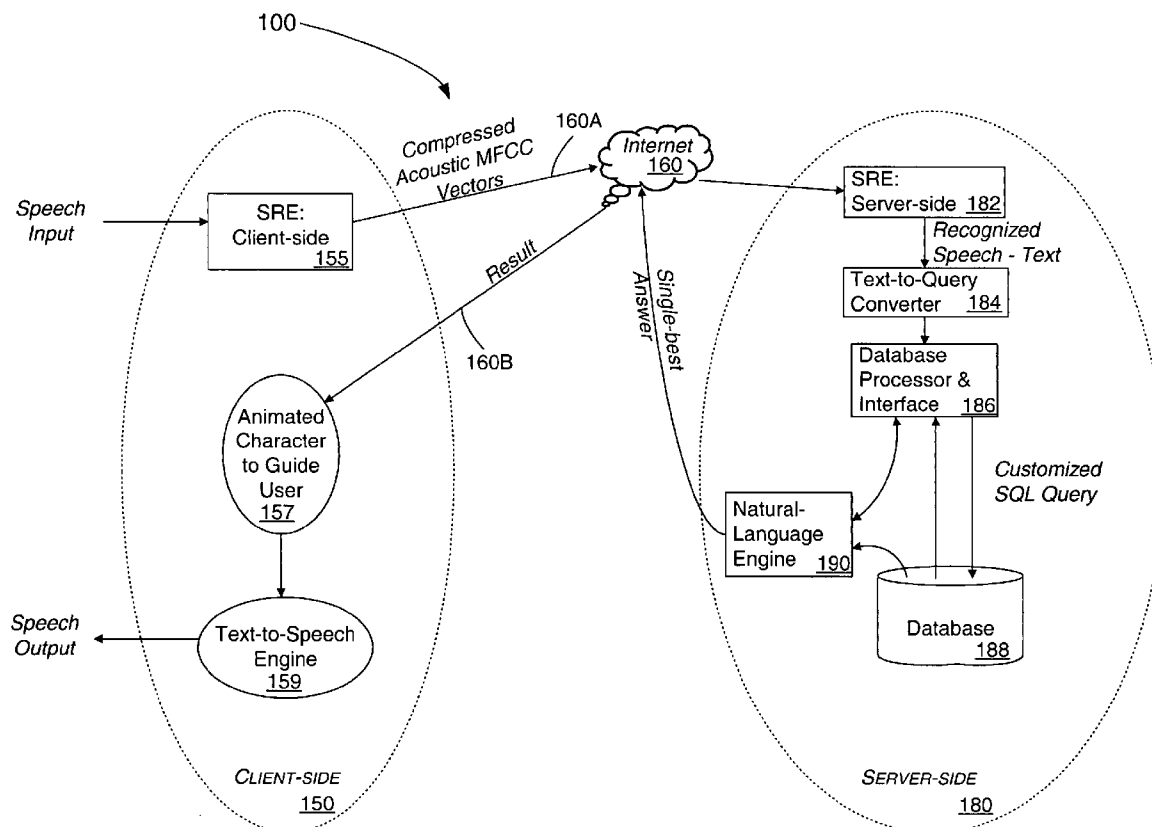 100
Compressed
Acoustic MFCC
Vectors
160A
Internet
160
Speech
Input
SRE:
Client-side
155
Result
160B
Single-best
Answer
SRE:
Server-side
182
Recognized
Speech - Text
Text-to-Query
Converter
184
Database
Processor &
Interface
186
Customized
SQL Query
Natural-
Language
Engine
190
Database
188
Animated
Character
to Guide
User
157
Text-to-Speech
Engine
159
Speech
Output
CLIENT-SIDE
150
SERVER-SIDE
180